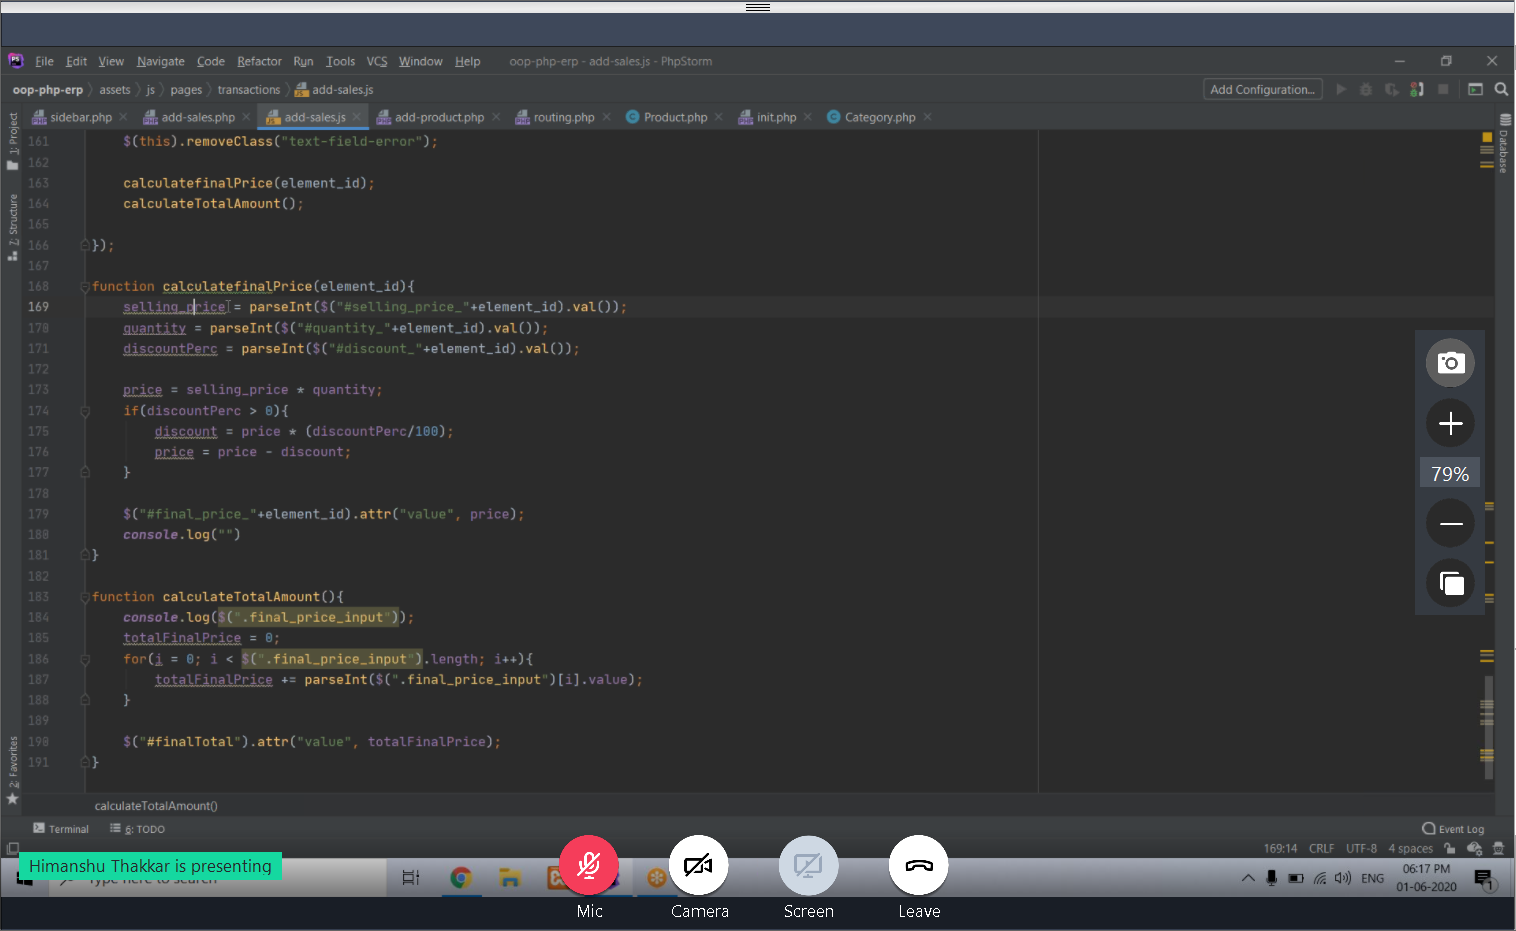 File Edit View Navigate Code Refactor Run Tools VCS Window Help oop-php-erp - add-sales.js - PhpStorm
oop-php-erp assets js pages transactions add-sales.js Add Configuration...
sidebar.php add-sales.php add-sales.js add-product.php routing.php Product.php init.php Category.php
1: Project
7: Structure
2: Favorites
Database
161 $(this).removeClass("text-field-error");
162
163 calculatefinalPrice(element_id);
164 calculateTotalAmount();
165
166 });
167
168 function calculatefinalPrice(element_id){
169 selling_price = parseInt($("#selling_price_"+element_id).val());
170 quantity = parseInt($("#quantity_"+element_id).val());
171 discountPerc = parseInt($("#discount_"+element_id).val());
172
173 price = selling_price * quantity;
174 if(discountPerc > 0){
175 discount = price * (discountPerc/100);
176 price = price - discount;
177 }
178
179 $("#final_price_"+element_id).attr("value", price);
180 console.log("")
181 }
182
183 function calculateTotalAmount(){
184 console.log($(".final_price_input"));
185 totalFinalPrice = 0;
186 for(i = 0; i < $(".final_price_input").length; i++){
187 totalFinalPrice += parseInt($(".final_price_input")[i].value);
188 }
189
190 $("#finalTotal").attr("value", totalFinalPrice);
191 }
79%
calculateTotalAmount()
Terminal 6: TODO Event Log
169:14 CRLF UTF-8 4 spaces
Himanshu Thakkar is presenting
Type here to search
ENG 06:17 PM
01-06-2020
1
Mic Camera Screen Leave